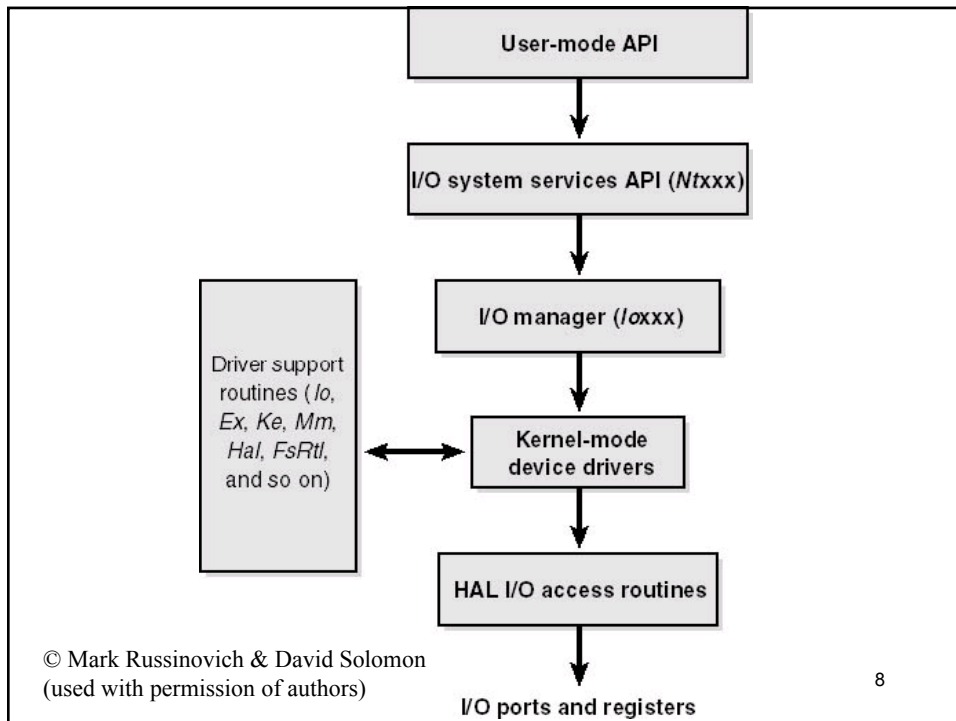 User-mode API
I/O system services API (Ntxxx)
I/O manager (Ioxxx)
Driver support
routines (Io,
Ex, Ke, Mm,
Hal, FsRtl,
and so on)
Kernel-mode
device drivers
HAL I/O access routines
© Mark Russinovich & David Solomon
(used with permission of authors)
I/O ports and registers
8